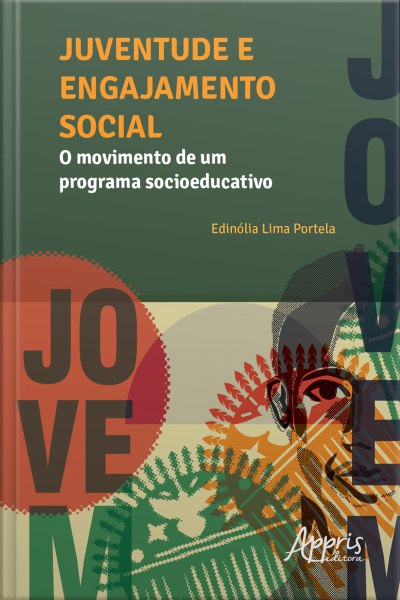 JUVENTUDE E
ENGAJAMENTO
SOCIAL
O movimento de um
programa socioeducativo
Edinólia Lima Portela
JO
VE
M
J
O
V
E
M
Appris
editora